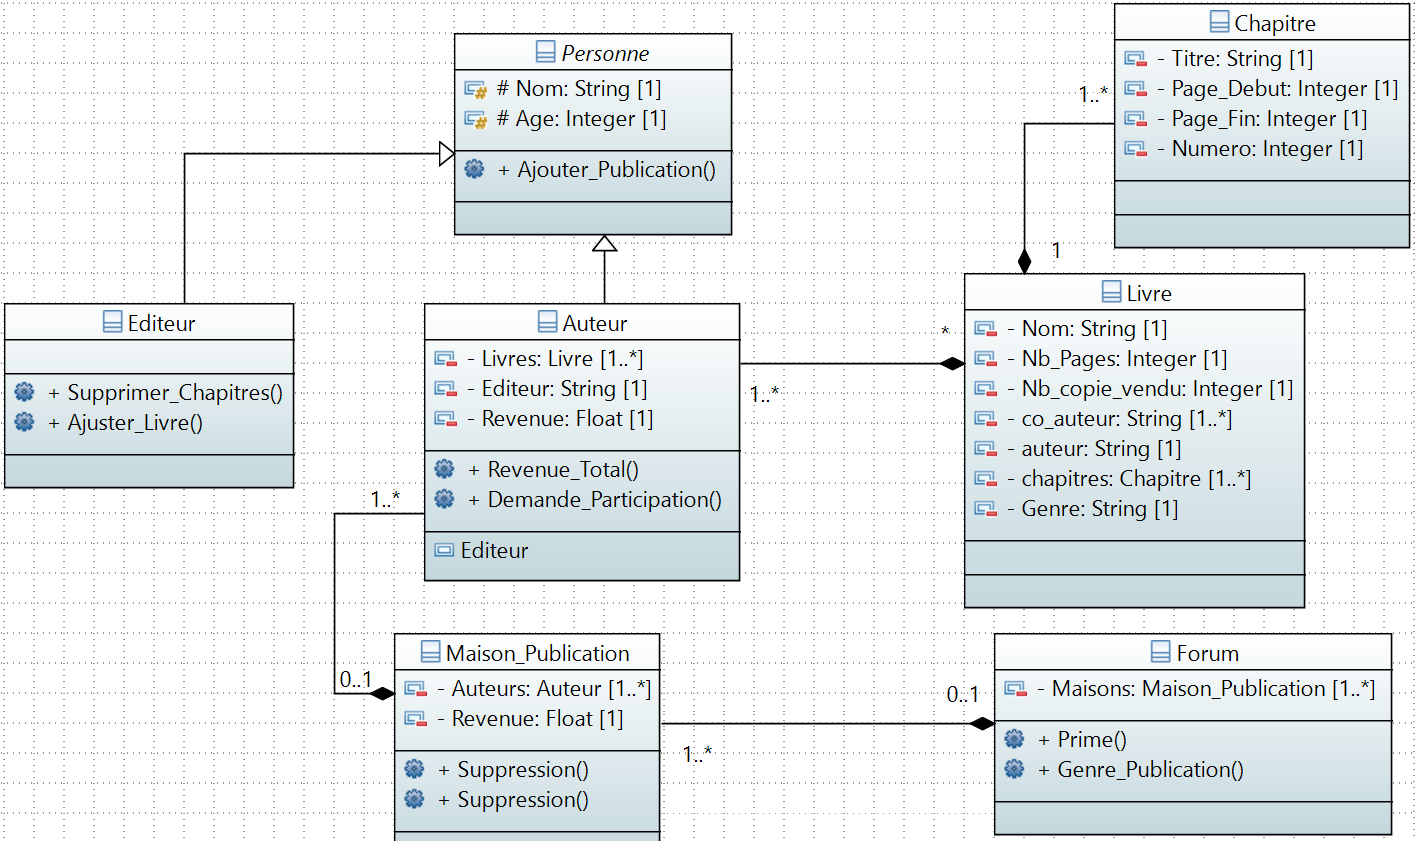 Personne
# Nom: String [1]
# Age: Integer [1]
+ Ajouter_Publication()
Chapitre
- Titre: String [1]
- Page_Debut: Integer [1]
- Page_Fin: Integer [1]
- Numero: Integer [1]
1..*
1
Editeur
+ Supprimer_Chapitres()
+ Ajuster_Livre()
Auteur
- Livres: Livre [1..*]
- Editeur: String [1]
- Revenue: Float [1]
+ Revenue_Total()
+ Demande_Participation()
Editeur
*
1..*
Livre
- Nom: String [1]
- Nb_Pages: Integer [1]
- Nb_copie_vendu: Integer [1]
- co_auteur: String [1..*]
- auteur: String [1]
- chapitres: Chapitre [1..*]
- Genre: String [1]
1..*
0..1
Maison_Publication
- Auteurs: Auteur [1..*]
- Revenue: Float [1]
+ Suppression()
+ Suppression()
1..*
0..1
Forum
- Maisons: Maison_Publication [1..*]
+ Prime()
+ Genre_Publication()